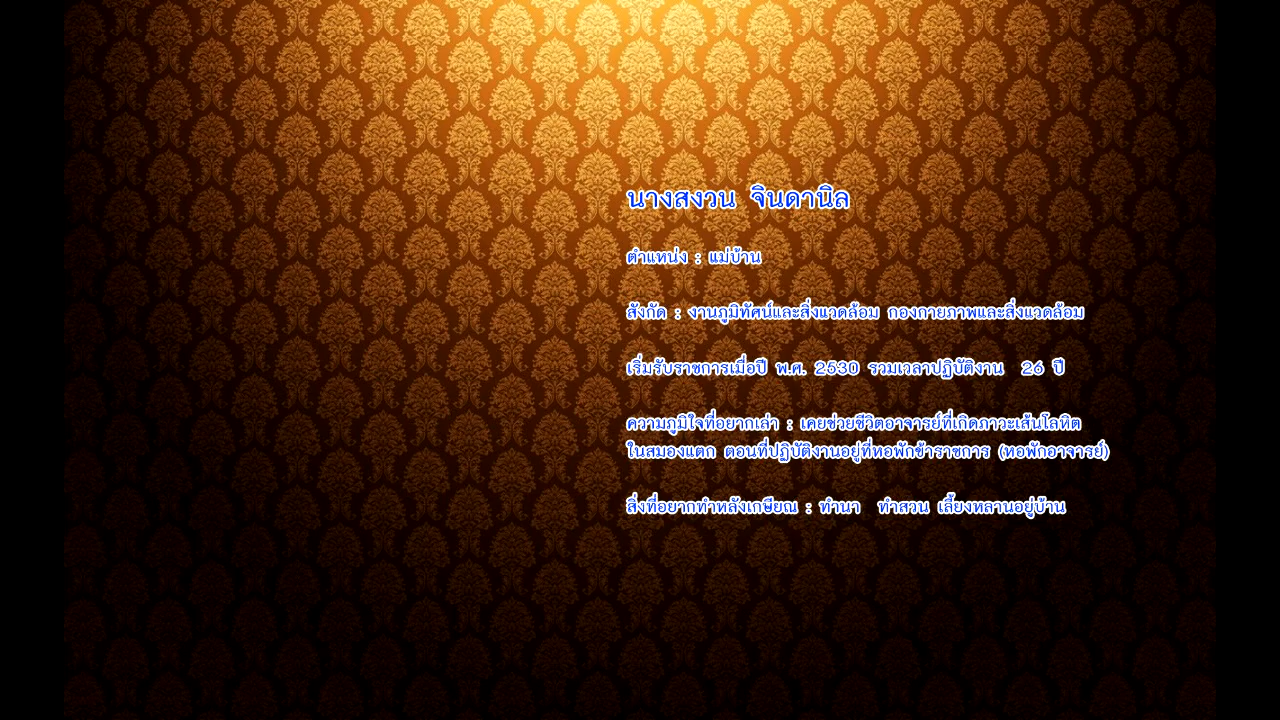 นางสงวน จินดานิล
ตำแหน่ง : แม่บ้าน
สังกัด : งานภูมิทัศน์และสิ่งแวดล้อม กองกายภาพและสิ่งแวดล้อม
เริ่มรับราชการเมื่อปี พ.ศ. 2530 รวมเวลาปฏิบัติงาน 26 ปี
ความภูมิใจที่อยากเล่า : เคยช่วยชีวิตอาจารย์ที่เกิดภาวะเส้นโลหิต
ในสมองแตก ตอนที่ปฏิบัติงานอยู่ที่หอพักข้าราชการ (หอพักอาจารย์)
สิ่งที่อยากทำหลังเกษียณ : ทำนา ทำสวน เลี้ยงหลานอยู่บ้าน